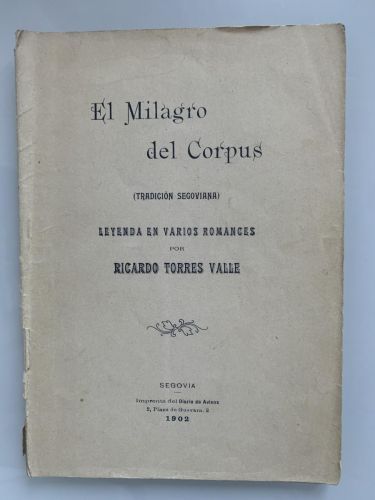 El Milagro
del Corpus
(TRADICIÓN SEGOVIANA)
LEYENDA EN VARIOS ROMANCES
POR
RICARDO TORRES VALLE
SEGOVIA
Imprenta del Diario de Avisos
2, Plaza de Guevara, 2
1902